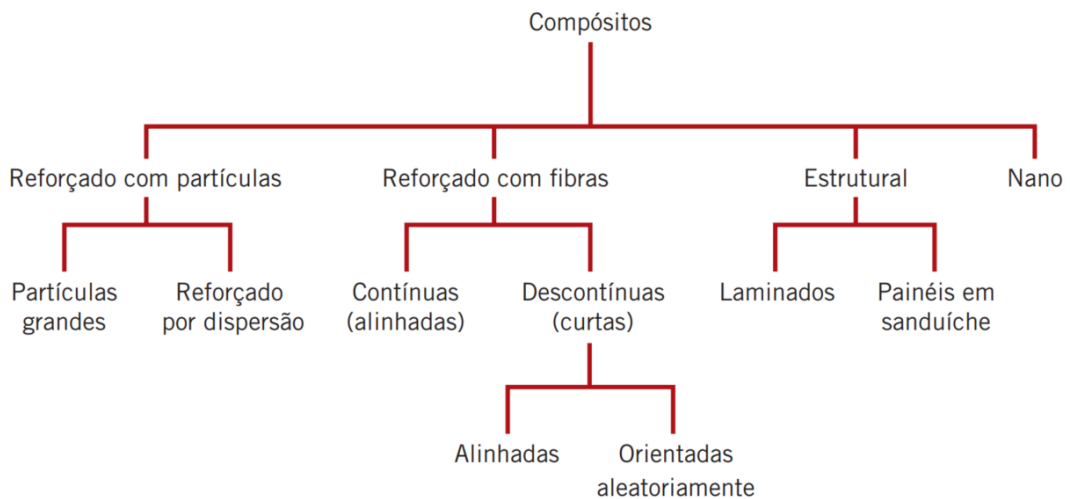 Compósitos
Reforçado com partículas
Reforçado com fibras
Estrutural
Nano
Partículas
grandes
Reforçado
por dispersão
Contínuas
(alinhadas)
Descontínuas
(curtas)
Laminados
Painéis em
sanduíche
Alinhadas
Orientadas
aleatoriamente